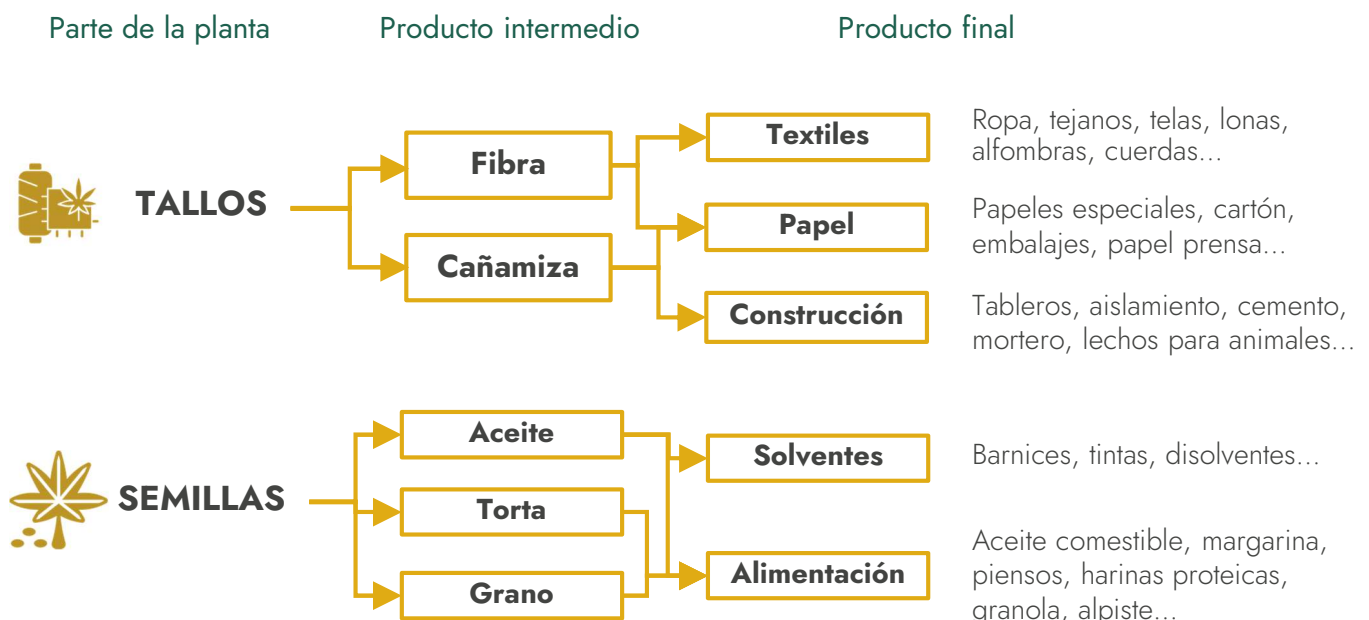 Parte de la planta
Producto intermedio
Producto final
TALLOS
Fibra
Cañamiza
Textiles
Ropa, tejanos, telas, lonas,
alfombras, cuerdas...
Papel
Papeles especiales, cartón,
embalajes, papel prensa...
Construcción
Tableros, aislamiento, cemento,
mortero, lechos para animales...
SEMILLAS
Aceite
Torta
Grano
Solventes
Barnices, tintas, disolventes...
Alimentación
Aceite comestible, margarina,
piensos, harinas proteicas,
granola, alpiste...